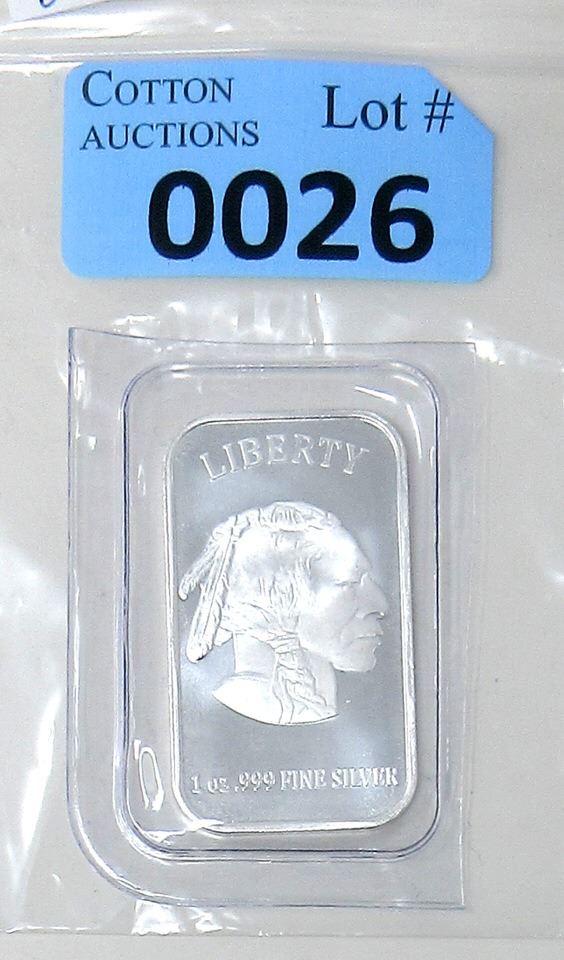 COTTON
AUCTIONS
Lot #
0026
LIBERTY
1 oz .999 FINE SILVER